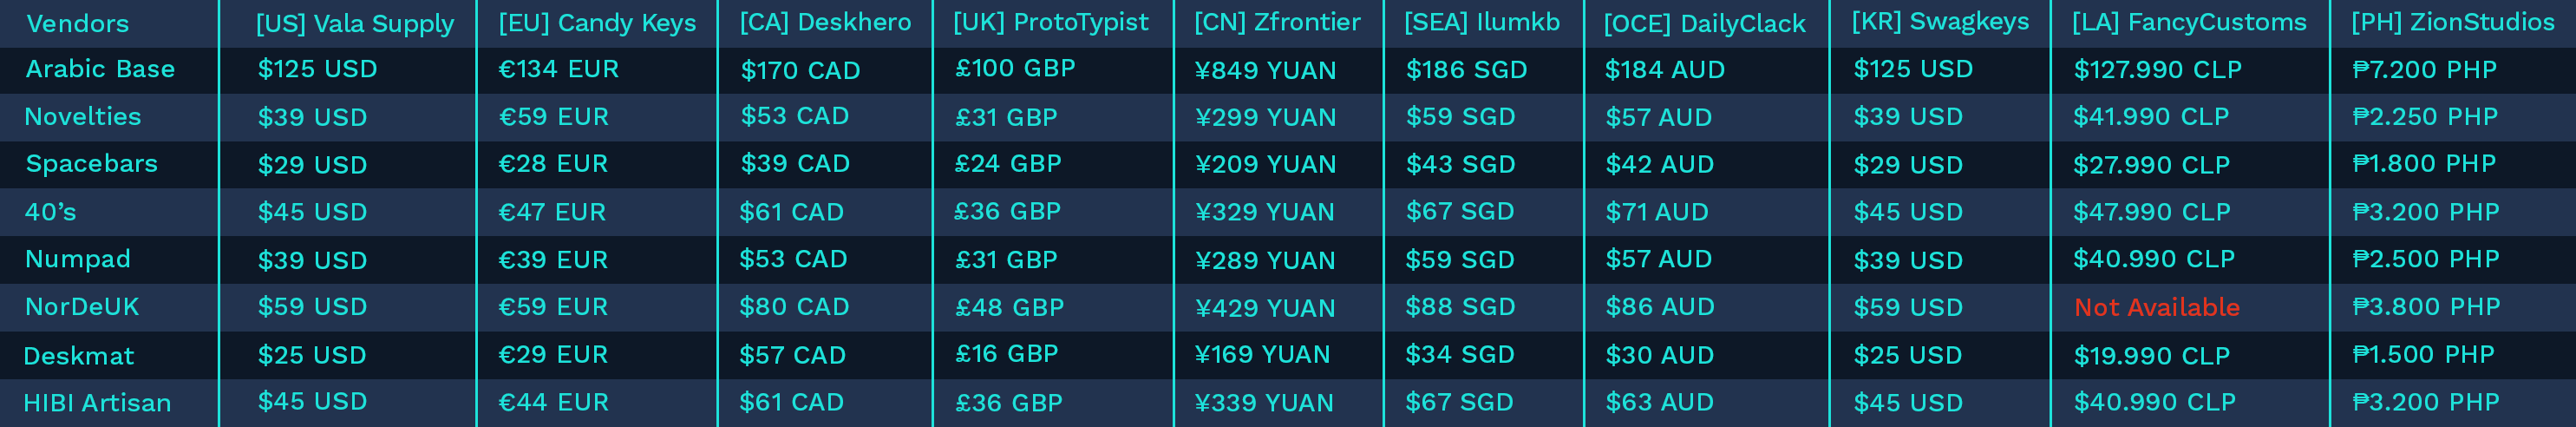 Vendors [US] Vala Supply [EU] Candy Keys [CA] Deskhero [UK] ProtoTypist [CN] Zfrontier [SEA] Ilumkb [OCE] DailyClack [KR] Swagkeys [LA] FancyCustoms [PH] ZionStudios
Arabic Base $125 USD €134 EUR $170 CAD £100 GBP ¥849 YUAN $186 SGD $184 AUD $125 USD $127.990 CLP ₱7.200 PHP
Novelties $39 USD €59 EUR $53 CAD £31 GBP ¥299 YUAN $59 SGD $57 AUD $39 USD $41.990 CLP ₱2.250 PHP
Spacebars $29 USD €28 EUR $39 CAD £24 GBP ¥209 YUAN $43 SGD $42 AUD $29 USD $27.990 CLP ₱1.800 PHP
40’s $45 USD €47 EUR $61 CAD £36 GBP ¥329 YUAN $67 SGD $71 AUD $45 USD $47.990 CLP ₱3.200 PHP
Numpad $39 USD €39 EUR $53 CAD £31 GBP ¥289 YUAN $59 SGD $57 AUD $39 USD $40.990 CLP ₱2.500 PHP
NorDeUK $59 USD €59 EUR $80 CAD £48 GBP ¥429 YUAN $88 SGD $86 AUD $59 USD Not Available ₱3.800 PHP
Deskmat $25 USD €29 EUR $57 CAD £16 GBP ¥169 YUAN $34 SGD $30 AUD $25 USD $19.990 CLP ₱1.500 PHP
HIBI Artisan $45 USD €44 EUR $61 CAD £36 GBP ¥339 YUAN $67 SGD $63 AUD $45 USD $40.990 CLP ₱3.200 PHP